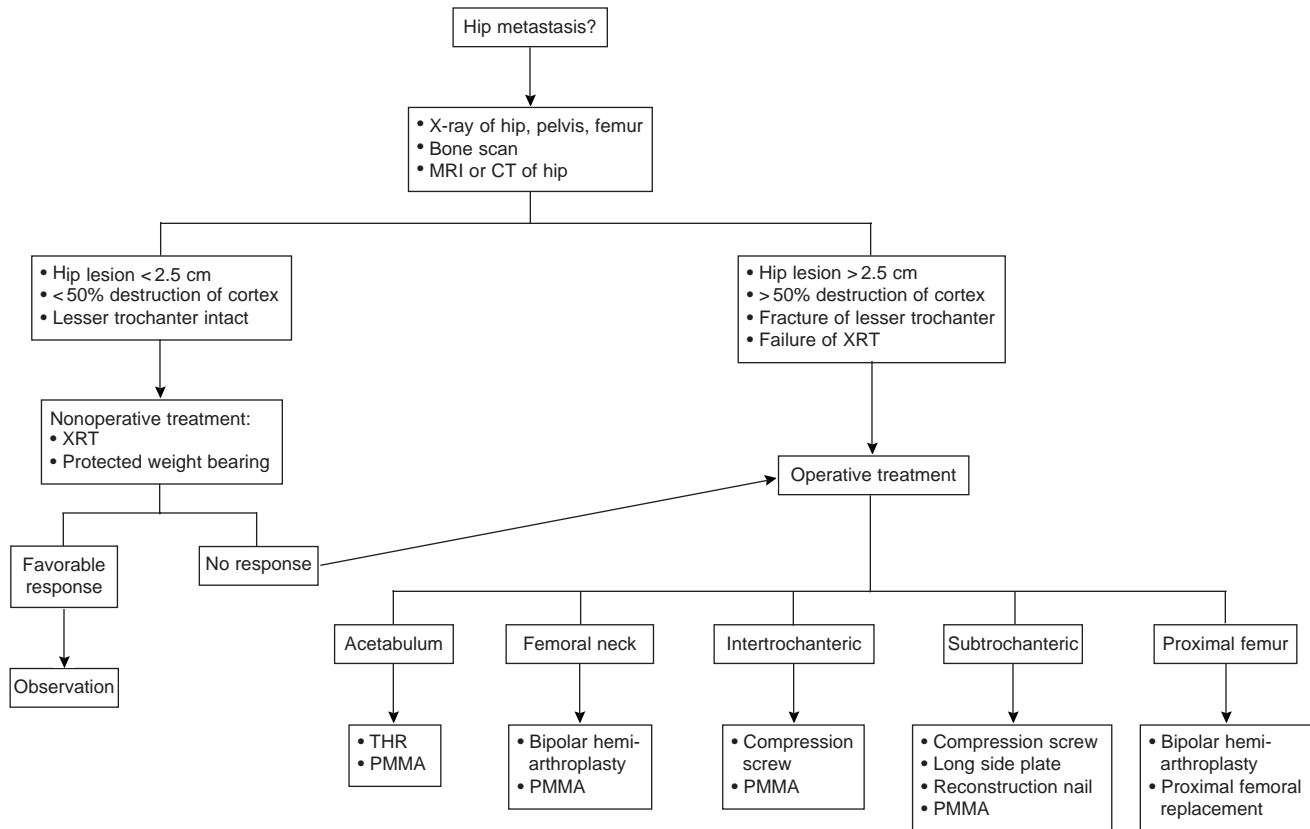 Hip metastasis?
• X-ray of hip, pelvis, femur
• Bone scan
• MRI or CT of hip
• Hip lesion < 2.5 cm
• < 50% destruction of cortex
• Lesser trochanter intact
• Hip lesion > 2.5 cm
• > 50% destruction of cortex
• Fracture of lesser trochanter
• Failure of XRT
Nonoperative treatment:
• XRT
• Protected weight bearing
Operative treatment
Favorable
response
No response
Observation
Acetabulum
Femoral neck
Intertrochanteric
Subtrochanteric
Proximal femur
• THR
• PMMA
• Bipolar hemi-
arthroplasty
• PMMA
• Compression
screw
• PMMA
• Compression screw
• Long side plate
• Reconstruction nail
• PMMA
• Bipolar hemi-
arthroplasty
• Proximal femoral
replacement